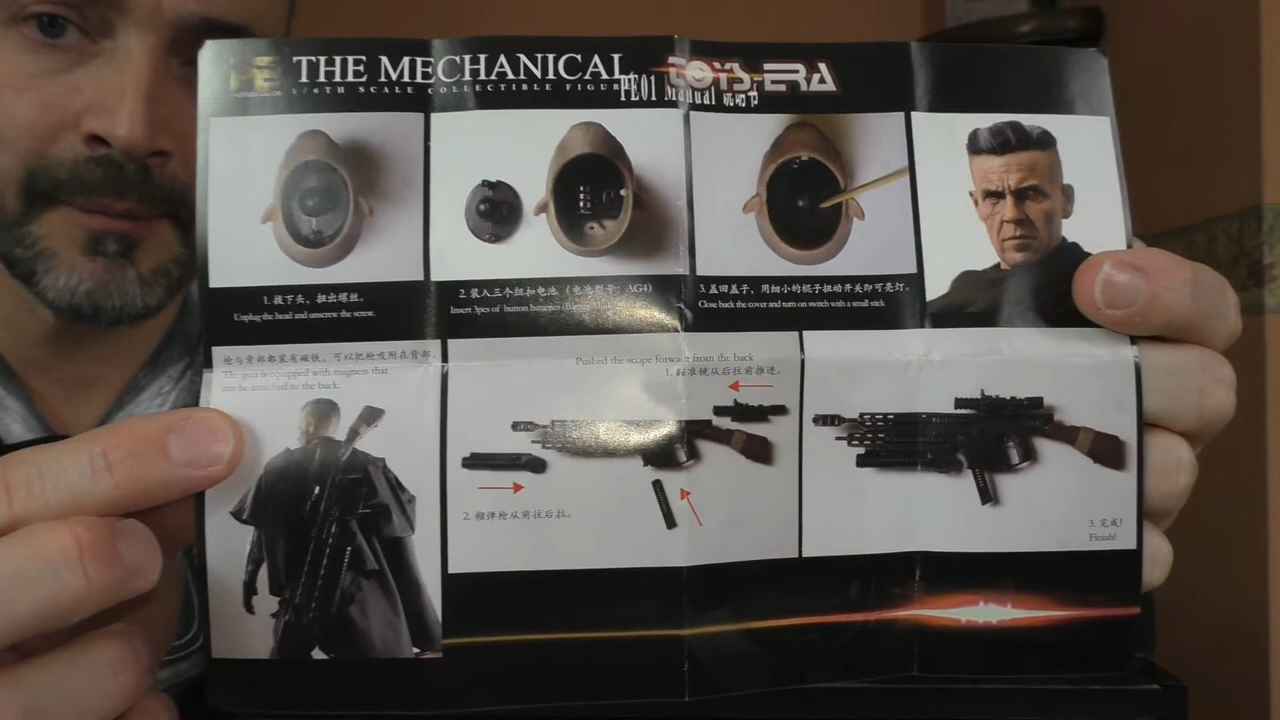 THE MECHANICAL
1/6TH SCALE COLLECTIBLE FIGUR
PE01 Manual 说明书
TOYS-ERA
1. 拔下头，扭出螺丝。
Unplug the head and unscrew the screw.
2. 装入三个纽扣电池（电池型号：AG4）
Insert 3pcs of button batteries
3. 盖回盖子，用细小的棍子扭动开关即可亮灯。
Close back the cover and turn on switch with a small stick
枪与背部都装有磁铁，可以把枪吸附在背部。
The gun is equipped with magnets that
can be attached to the back.
Pushed the scope forward from the back
1. 瞄准镜从后往前推进。
2. 榴弹枪从前往后拉。
3. 完成!
Finish!